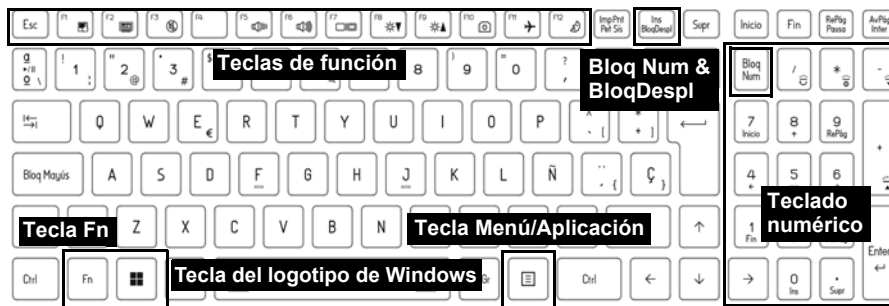 Esc F1 F2 F3 F4 F5 F6 F7 F8 F9 F10 F11 F12 ImpPnt Ins Supr Inicio Fin RePág AvPág
Pet Sis BloqDespl Pausa Inter
Teclas de función
Bloq Num &
BloqDespl
Bloq
Num
ª ! 1 " 2 @ · 3 # $ 8 ) 9 = 0 ? ' / * -
º \
Q W E € R T Y U I O P ^ ` [ * + ] 7 8 9 +
Inicio RePág
Bloq Mayús A S D F G H J K L Ñ ¨ ´ { Ç } 4 5 6
Teclado
numérico
Tecla Fn
Z X C V B N
Tecla Menú/Aplicación
1
Fin
Enter
Ctrl Fn
Tecla del logotipo de Windows
Gr Ctrl 0 .
Ins Supr